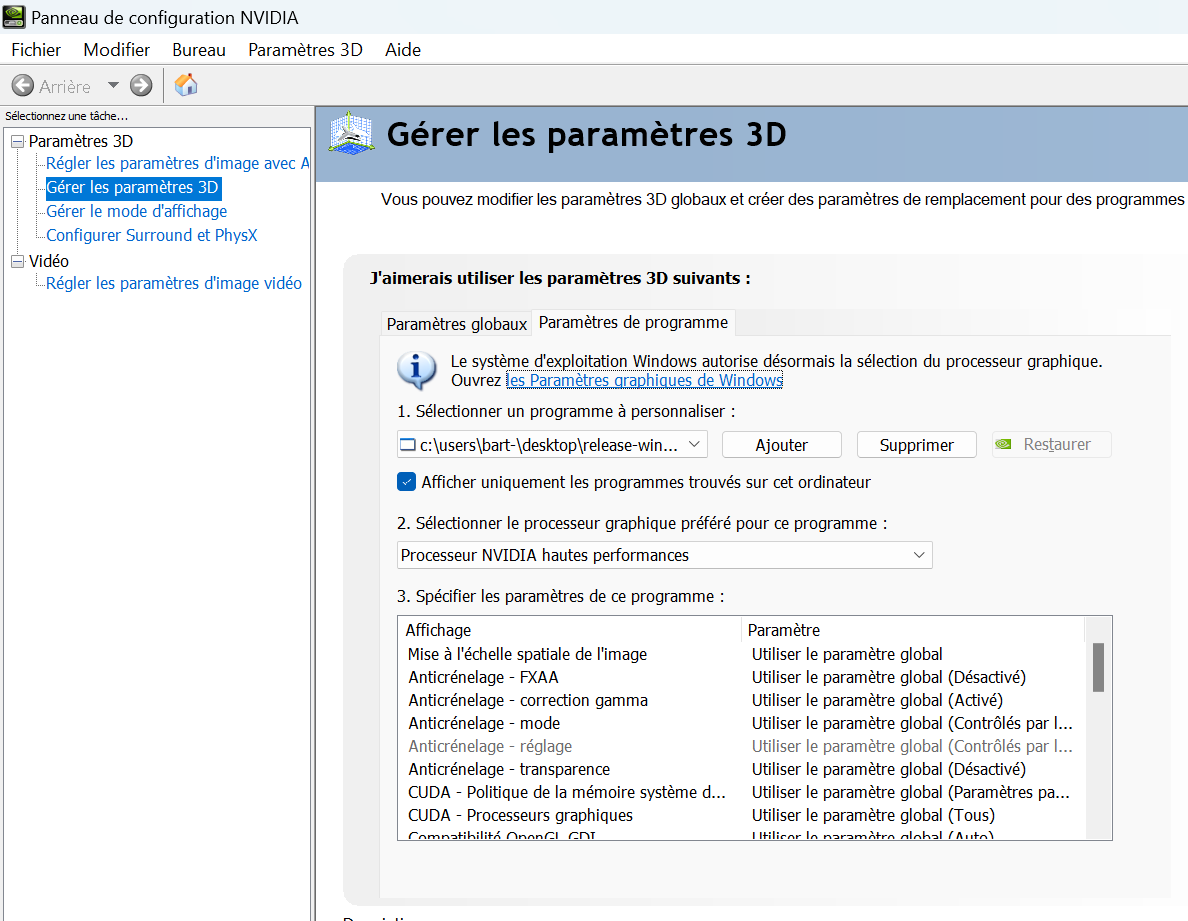 Panneau de configuration NVIDIA
Fichier Modifier Bureau Paramètres 3D Aide
Arrière
Sélectionnez une tâche...
Paramètres 3D
Régler les paramètres d'image avec A
Gérer les paramètres 3D
Gérer le mode d'affichage
Configurer Surround et PhysX
Vidéo
Régler les paramètres d'image vidéo
Gérer les paramètres 3D
Vous pouvez modifier les paramètres 3D globaux et créer des paramètres de remplacement pour des programmes
J'aimerais utiliser les paramètres 3D suivants :
Paramètres globaux Paramètres de programme
Le système d'exploitation Windows autorise désormais la sélection du processeur graphique.
Ouvrez les Paramètres graphiques de Windows
1. Sélectionner un programme à personnaliser :
c:\users\bart-\desktop\release-win... Ajouter Supprimer Restaurer
Afficher uniquement les programmes trouvés sur cet ordinateur
2. Sélectionner le processeur graphique préféré pour ce programme :
Processeur NVIDIA hautes performances
3. Spécifier les paramètres de ce programme :
Affichage Paramètre
Mise à l'échelle spatiale de l'image Utiliser le paramètre global
Anticrénelage - FXAA Utiliser le paramètre global (Désactivé)
Anticrénelage - correction gamma Utiliser le paramètre global (Activé)
Anticrénelage - mode Utiliser le paramètre global (Contrôlés par l...
Anticrénelage - réglage Utiliser le paramètre global (Contrôlés par l...
Anticrénelage - transparence Utiliser le paramètre global (Désactivé)
CUDA - Politique de la mémoire système d... Utiliser le paramètre global (Paramètres pa...
CUDA - Processeurs graphiques Utiliser le paramètre global (Tous)
Compatibilité OpenGL GDI Utiliser le paramètre global (Auto)